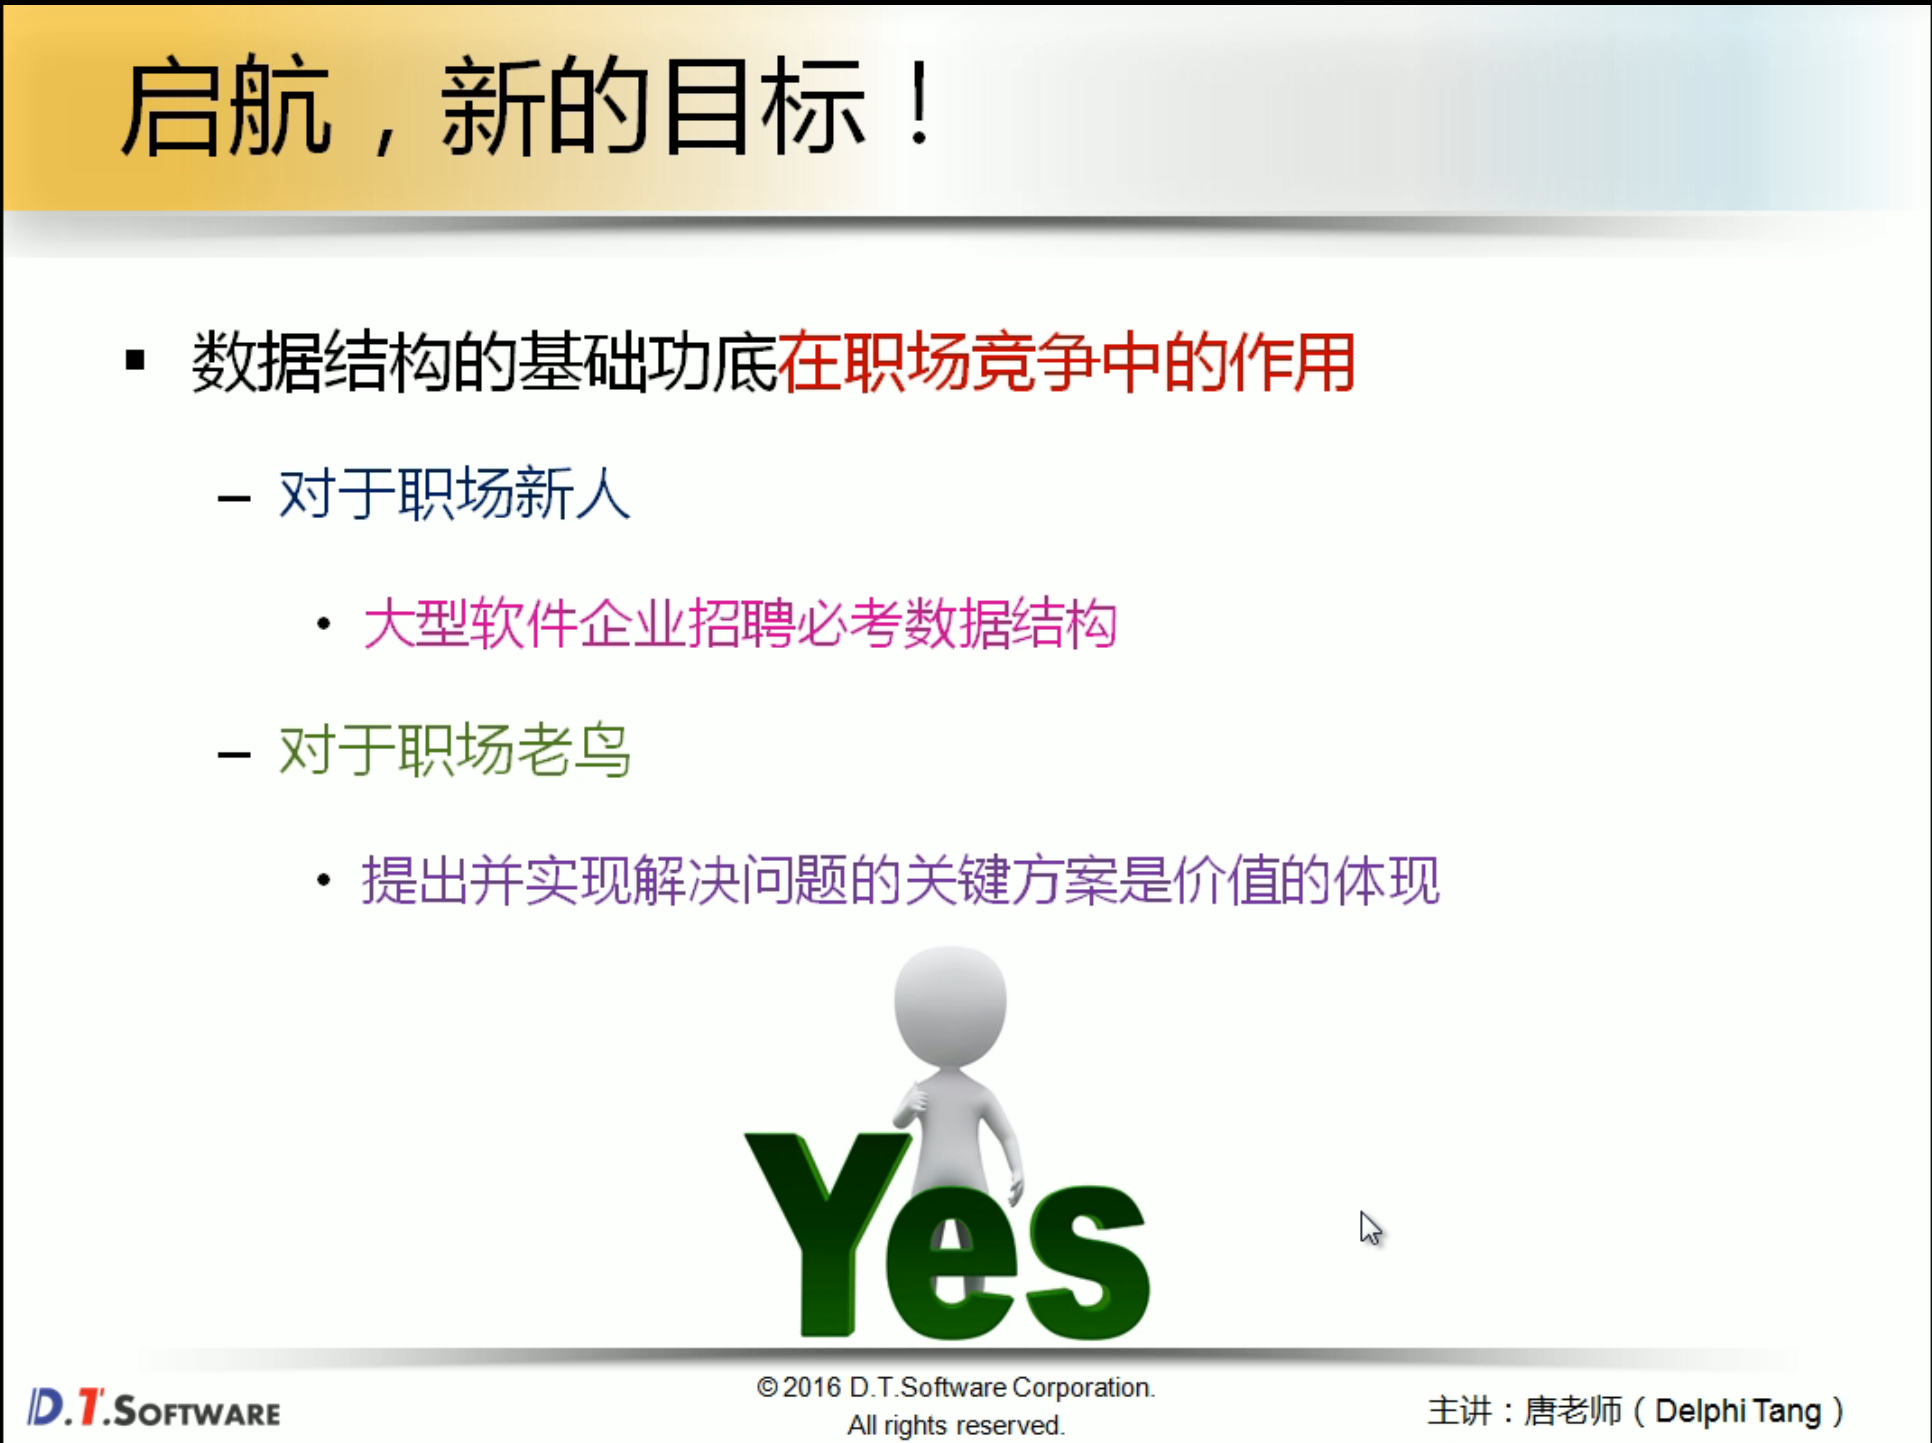 启航，新的目标！
数据结构的基础功底在职场竞争中的作用
对于职场新人
大型软件企业招聘必考数据结构
对于职场老鸟
提出并实现解决问题的关键方案是价值的体现
Yes
D.T.SOFTWARE
© 2016 D.T.Software Corporation.
All rights reserved.
主讲：唐老师（Delphi Tang）